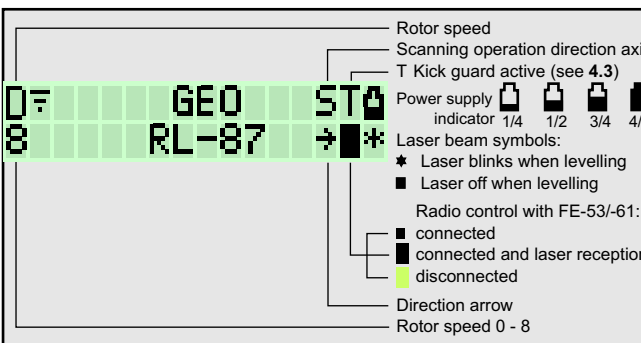 Rotor speed
Scanning operation direction axi
T Kick guard active (see 4.3)
Power supply
indicator 1/4 1/2 3/4 4/
Laser beam symbols:
Laser blinks when levelling
Laser off when levelling
Radio control with FE-53/-61:
connected
connected and laser reception
disconnected
Direction arrow
Rotor speed 0 - 8
D GEO ST
8 RL-87 → *